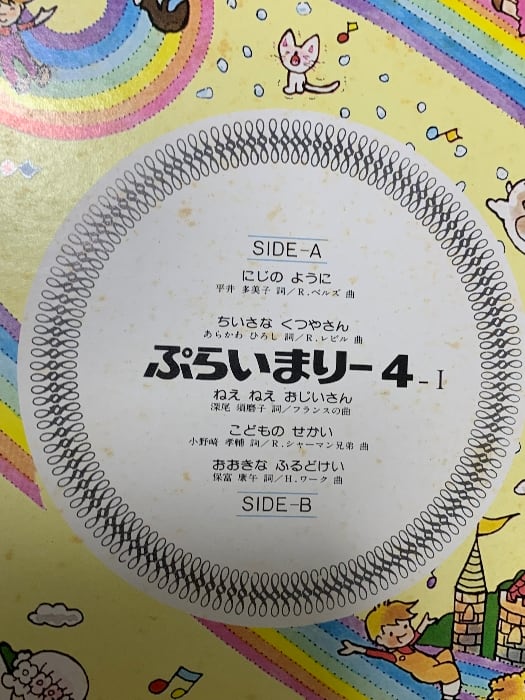 SIDE-A
にじの ように
平井 多美子 詞／R.ベルズ 曲
ちいさな くつやさん
あらかわ ひろし 詞／R.レビル 曲
ぷらいまりー4-I
ねえ ねえ おじいさん
深尾 須磨子 詞／フランスの曲
こどもの せかい
小野崎 孝輔 詞／R.シャーマン兄弟 曲
おおきな ふるどけい
保富 康午 詞／H.ワーク 曲
SIDE-B